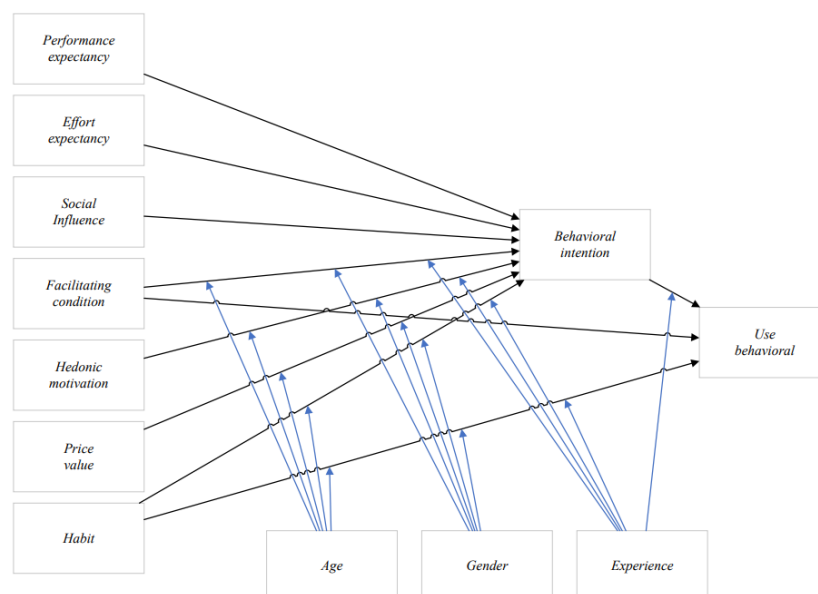 Performance
expectancy
Effort
expectancy
Social
Influence
Facilitating
condition
Hedonic
motivation
Price
value
Habit
Behavioral
intention
Use
behavioral
Age
Gender
Experience